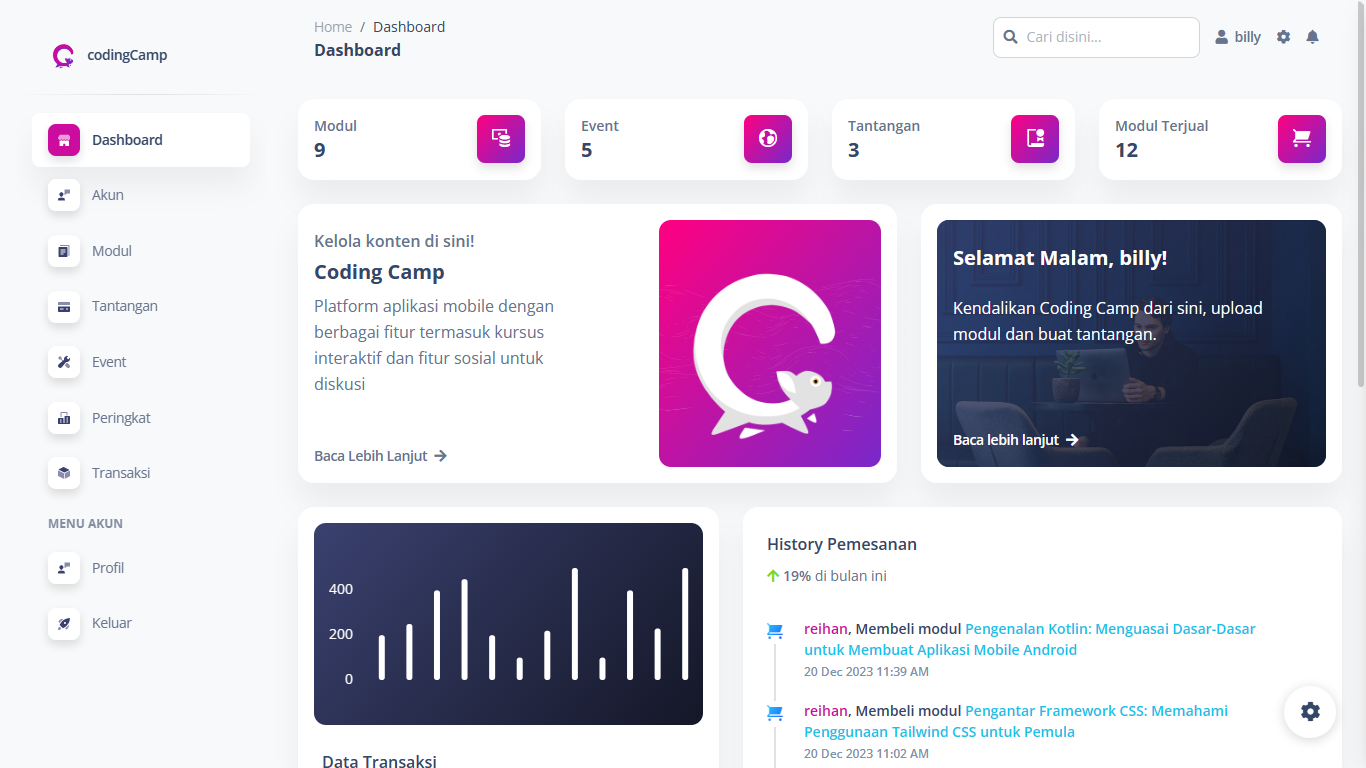 codingCamp
Home / Dashboard
Dashboard
Cari disini...
billy
Dashboard
Akun
Modul
Tantangan
Event
Peringkat
Transaksi
MENU AKUN
Profil
Keluar
Modul
9
Event
5
Tantangan
3
Modul Terjual
12
Kelola konten di sini!
Coding Camp
Platform aplikasi mobile dengan
berbagai fitur termasuk kursus
interaktif dan fitur sosial untuk
diskusi
Baca Lebih Lanjut
Selamat Malam, billy!
Kendalikan Coding Camp dari sini, upload
modul dan buat tantangan.
Baca lebih lanjut
400
200
0
Data Transaksi
History Pemesanan
19% di bulan ini
reihan, Membeli modul Pengenalan Kotlin: Menguasai Dasar-Dasar
untuk Membuat Aplikasi Mobile Android
20 Dec 2023 11:39 AM
reihan, Membeli modul Pengantar Framework CSS: Memahami
Penggunaan Tailwind CSS untuk Pemula
20 Dec 2023 11:02 AM